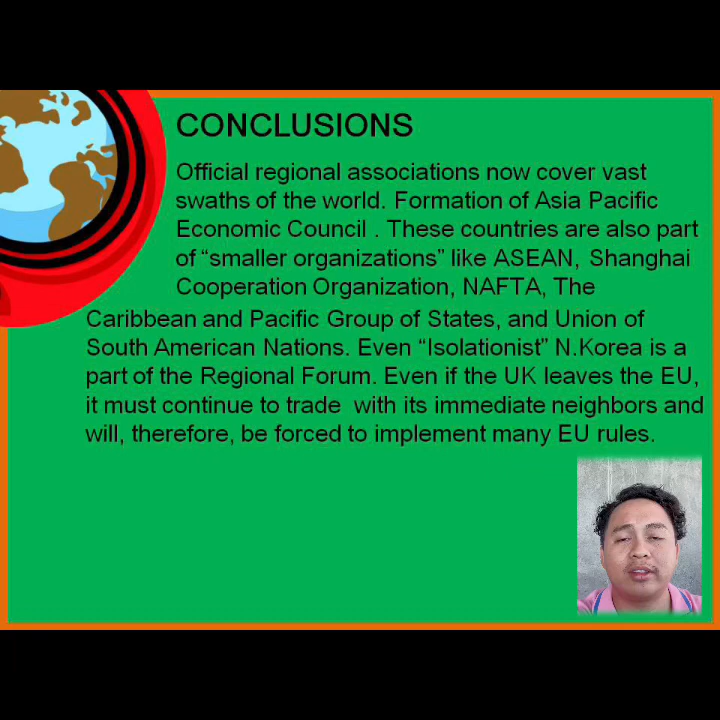 CONCLUSIONS
Official regional associations now cover vast
swaths of the world. Formation of Asia Pacific
Economic Council . These countries are also part
of “smaller organizations” like ASEAN, Shanghai
Cooperation Organization, NAFTA, The
Caribbean and Pacific Group of States, and Union of
South American Nations. Even “Isolationist” N.Korea is a
part of the Regional Forum. Even if the UK leaves the EU,
it must continue to trade  with its immediate neighbors and
will, therefore, be forced to implement many EU rules.